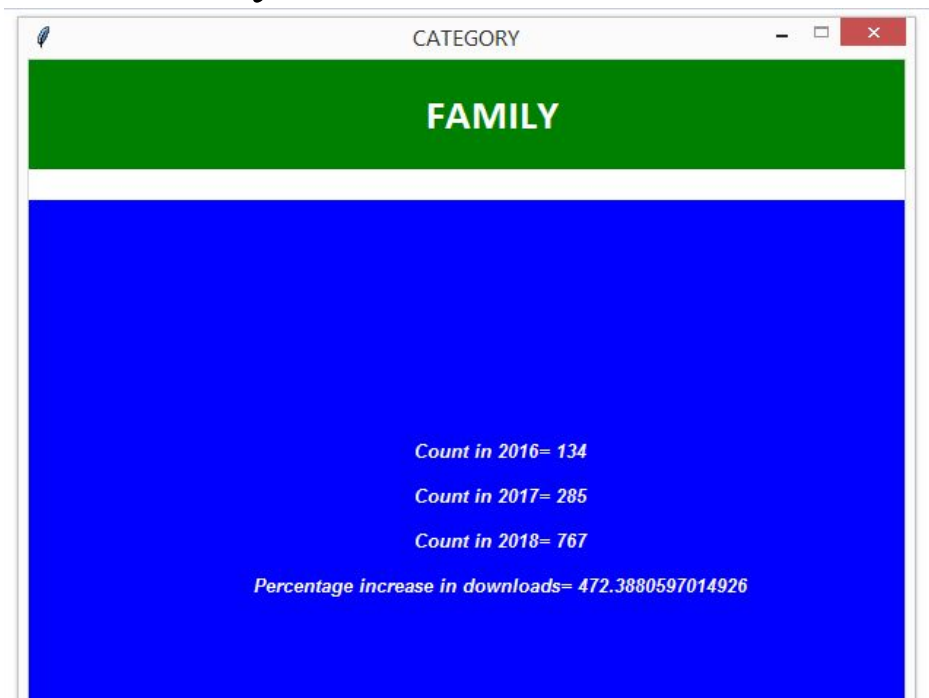 CATEGORY
FAMILY
Count in 2016= 134
Count in 2017= 285
Count in 2018= 767
Percentage increase in downloads= 472.3880597014926